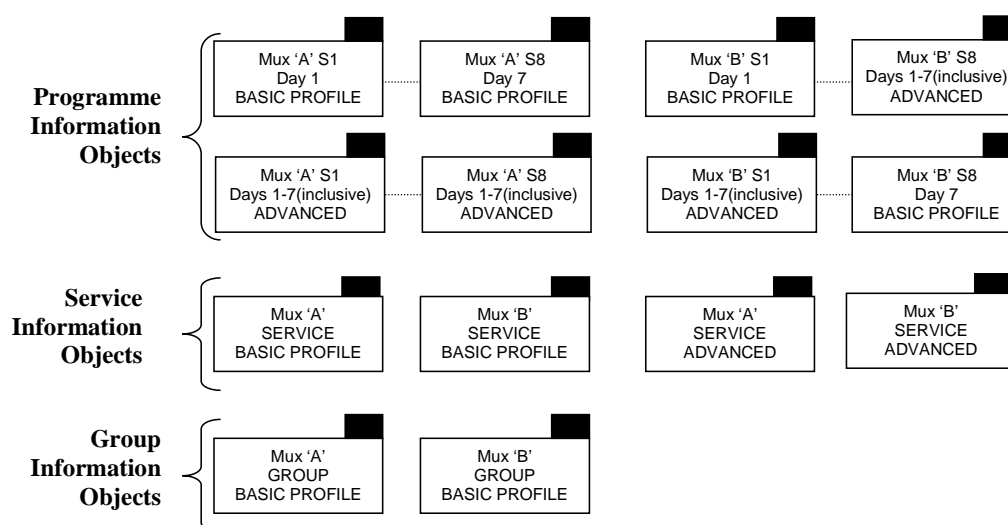 Programme
Information
Objects
Mux ‘A’ S1
Day 1
BASIC PROFILE
Mux ‘A’ S8
Day 7
BASIC PROFILE
Mux ‘B’ S1
Day 1
BASIC PROFILE
Mux ‘B’ S8
Days 1-7(inclusive)
ADVANCED
Mux ‘A’ S1
Days 1-7(inclusive)
ADVANCED
Mux ‘A’ S8
Days 1-7(inclusive)
ADVANCED
Mux ‘B’ S1
Days 1-7(inclusive)
ADVANCED
Mux ‘B’ S8
Day 7
BASIC PROFILE
Service
Information
Objects
Mux ‘A’
SERVICE
BASIC PROFILE
Mux ‘B’
SERVICE
BASIC PROFILE
Mux ‘A’
SERVICE
ADVANCED
Mux ‘B’
SERVICE
ADVANCED
Group
Information
Objects
Mux ‘A’
GROUP
BASIC PROFILE
Mux ‘B’
GROUP
BASIC PROFILE